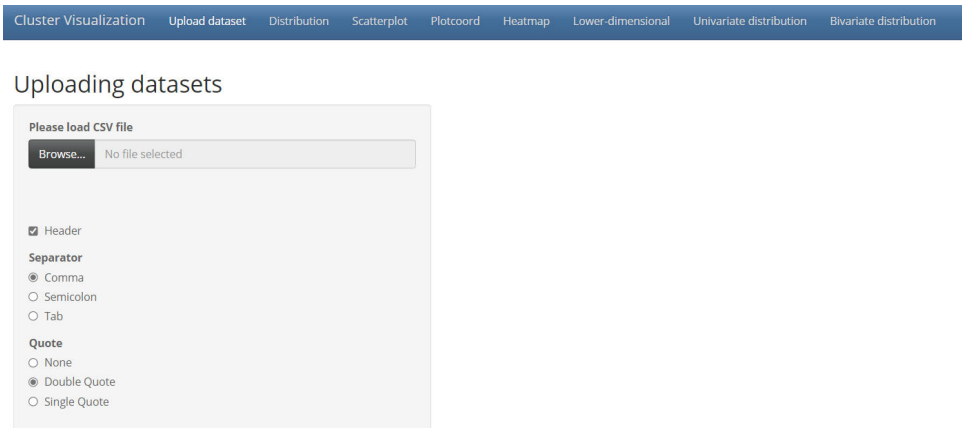 Cluster Visualization Upload dataset Distribution Scatterplot Plotcoord Heatmap Lower-dimensional Univariate distribution Bivariate distribution
Uploading datasets
Please load CSV file
Browse... No file selected
Header
Separator
Comma
Semicolon
Tab
Quote
None
Double Quote
Single Quote